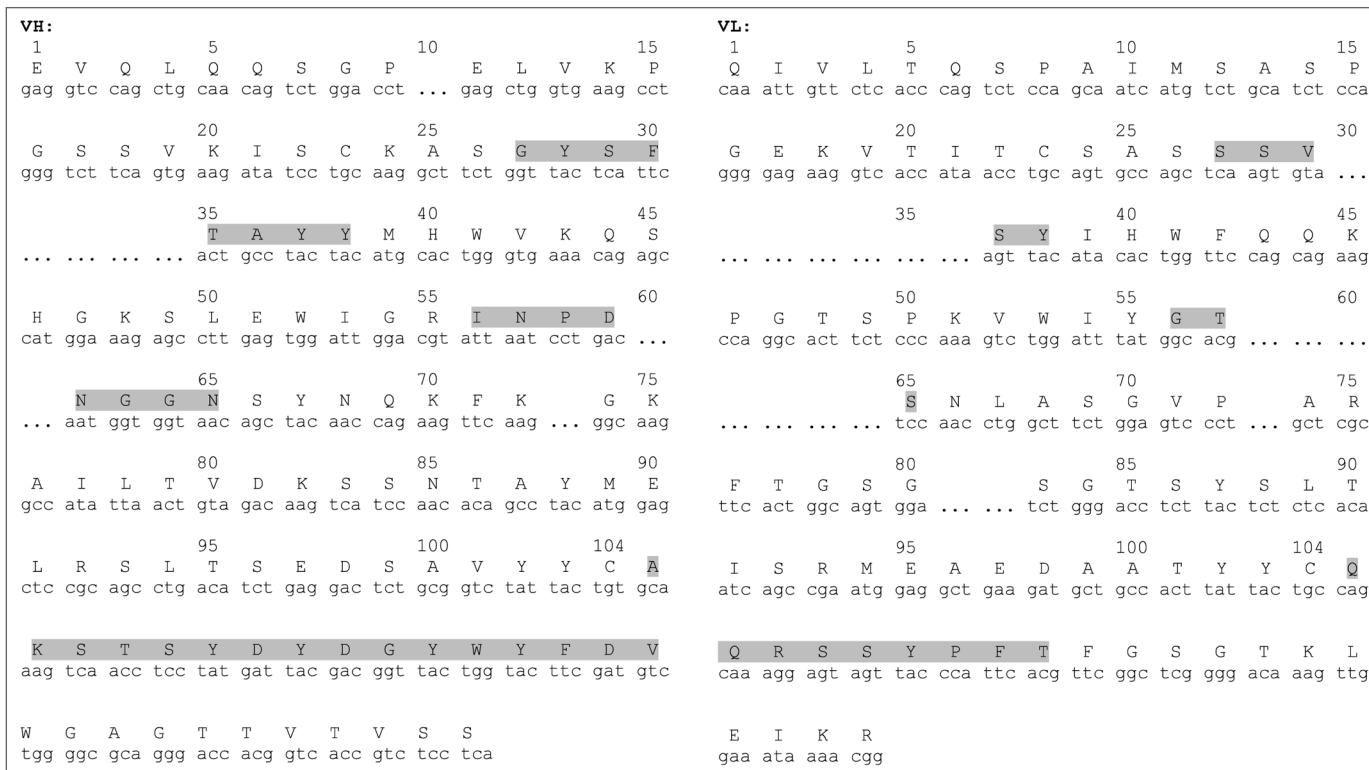 VH:
1 5 10 15
E V Q L Q Q S G P E L V K P
gag gtc cag ctg caa cag tct gga cct ... gag ctg gtg aag cct
20 25 30
G S S V K I S C K A S G Y S F
ggg tct tca gtg aag ata tcc tgc aag gct tct ggt tac tca ttc
35 40 45
T A Y Y M H W V K Q S
... ... ... ... act gcc tac tac atg cac tgg gtg aaa cag agc
50 55 60
H G K S L E W I G R I N P D
cat gga aag agc ctt gag tgg att gga cgt att aat cct gac ...
65 70 75
N G G N S Y N Q K F K G K
... aat ggt ggt aac agc tac aac cag aag ttc aag ... ggc aag
80 85 90
A I L T V D K S S N T A Y M E
gcc ata tta act gta gac aag tca tcc aac aca gcc tac atg gag
95 100 104
L R S L T S E D S A V Y Y C A
ctc cgc agc ctg aca tct gag gac tct gcg gtc tat tac tgt gca
K S T S Y D Y D G Y W Y F D V
aag tca acc tcc tat gat tac gac ggt tac tgg tac ttc gat gtc
W G A G T T V T V S S
tgg ggc gca ggg acc acg gtc acc gtc tcc tca
VL:
1 5 10 15
Q I V L T Q S P A I M S A S P
caa att gtt ctc acc cag tct cca gca atc atg tct gca tct cca
20 25 30
G E K V T I T C S A S S S V
ggg gag aag gtc acc ata acc tgc agt gcc agc tca agt gta ...
35 40 45
S Y I H W F Q Q K
... ... ... ... ... ... agt tac ata cac tgg ttc cag cag aag
50 55 60
P G T S P K V W I Y G T
cca ggc act tct ccc aaa gtc tgg att tat ggc acg ... ... ...
65 70 75
S N L A S G V P A R
... ... ... ... tcc aac ctg gct tct gga gtc cct ... gct cgc
80 85 90
F T G S G S G T S Y S L T
ttc act ggc agt gga ... ... tct ggg acc tct tac tct ctc aca
95 100 104
I S R M E A E D A A T Y Y C Q
atc agc cga atg gag gct gaa gat gct gcc act tat tac tgc cag
Q R S S Y P F T F G S G T K L
caa agg agt agt tac cca ttc acg ttc ggc tcg ggg aca aag ttg
E I K R
gaa ata aaa cgg